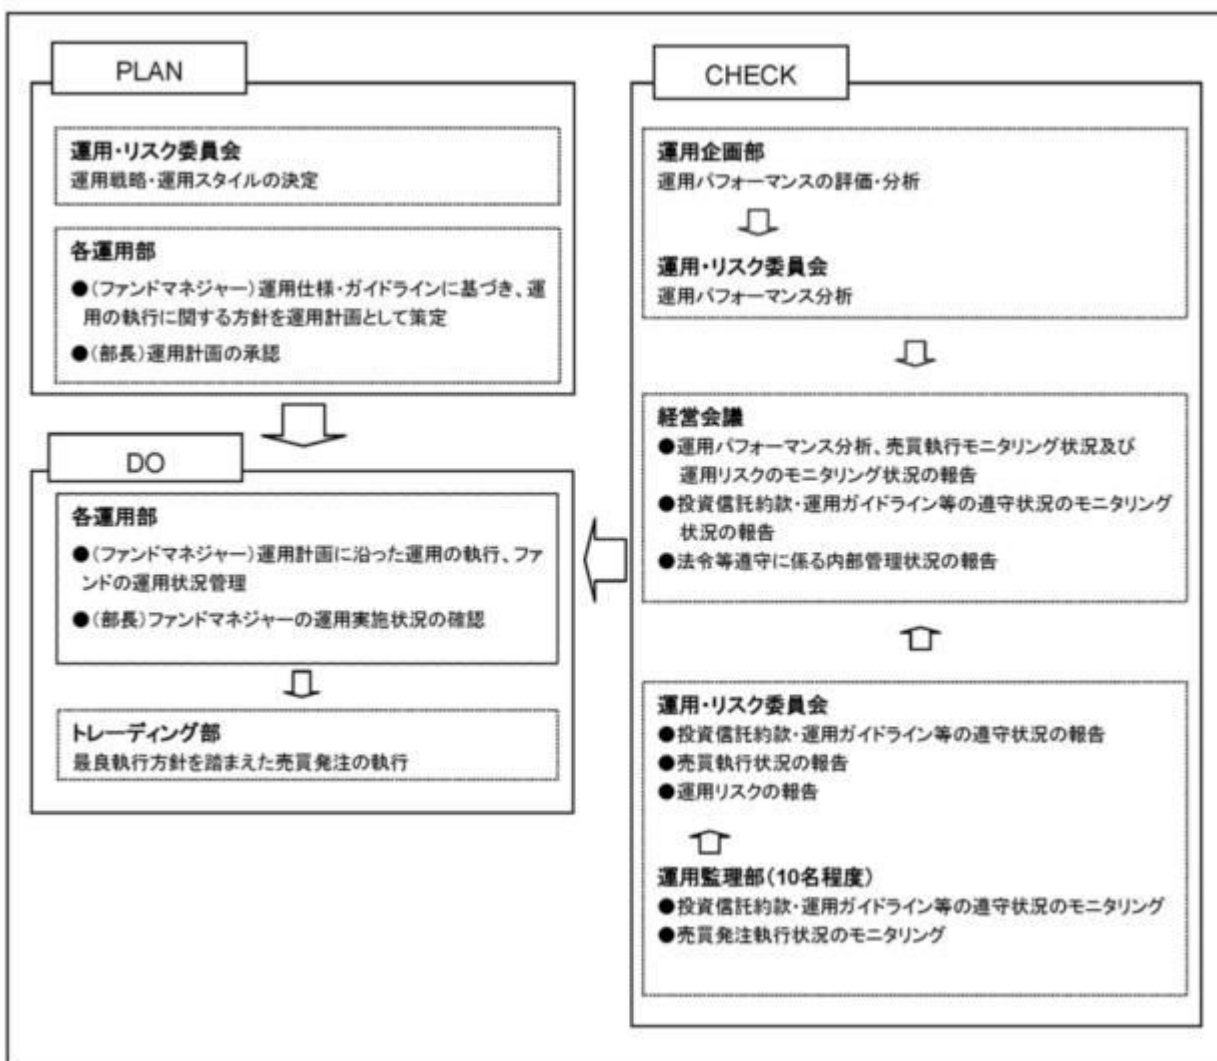 PLAN
運用・リスク委員会
運用戦略・運用スタイルの決定
各運用部
●(ファンドマネジャー)運用仕様・ガイドラインに基づき、運
用の執行に関する方針を運用計画として策定
●(部長)運用計画の承認
DO
各運用部
●(ファンドマネジャー)運用計画に沿った運用の執行、ファ
ンドの運用状況管理
●(部長)ファンドマネジャーの運用実施状況の確認
トレーディング部
最良執行方針を踏まえた売買発注の執行
CHECK
運用企画部
運用パフォーマンスの評価・分析
運用・リスク委員会
運用パフォーマンス分析
経営会議
●運用パフォーマンス分析、売買執行モニタリング状況及び
運用リスクのモニタリング状況の報告
●投資信託約款・運用ガイドライン等の遵守状況のモニタリング
状況の報告
●法令等遵守に係る内部管理状況の報告
運用・リスク委員会
●投資信託約款・運用ガイドライン等の遵守状況の報告
●売買執行状況の報告
●運用リスクの報告
運用監理部(10名程度)
●投資信託約款・運用ガイドライン等の遵守状況のモニタリング
●売買発注執行状況のモニタリング